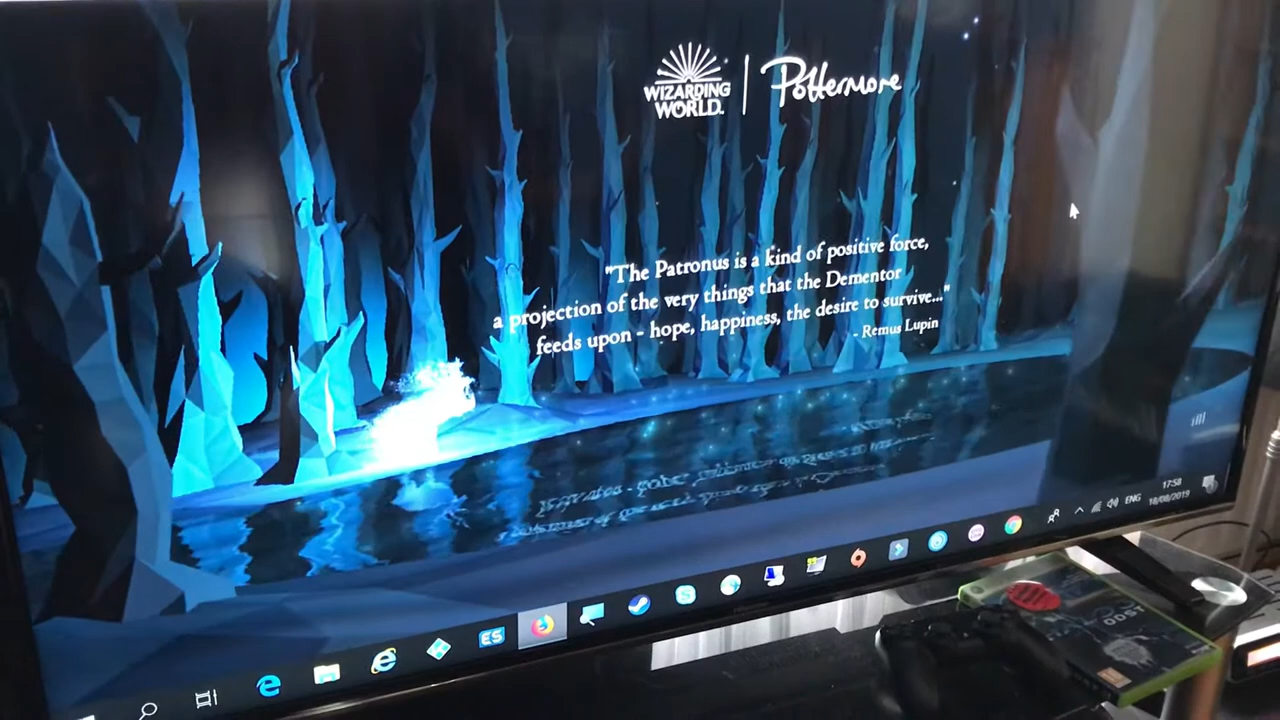 WIZARDING
WORLD.
Pottermore
"The Patronus is a kind of positive force,
a projection of the very things that the Dementor
feeds upon - hope, happiness, the desire to survive..."
- Remus Lupin
17:58
ENG
18/08/2019
ES
ODST